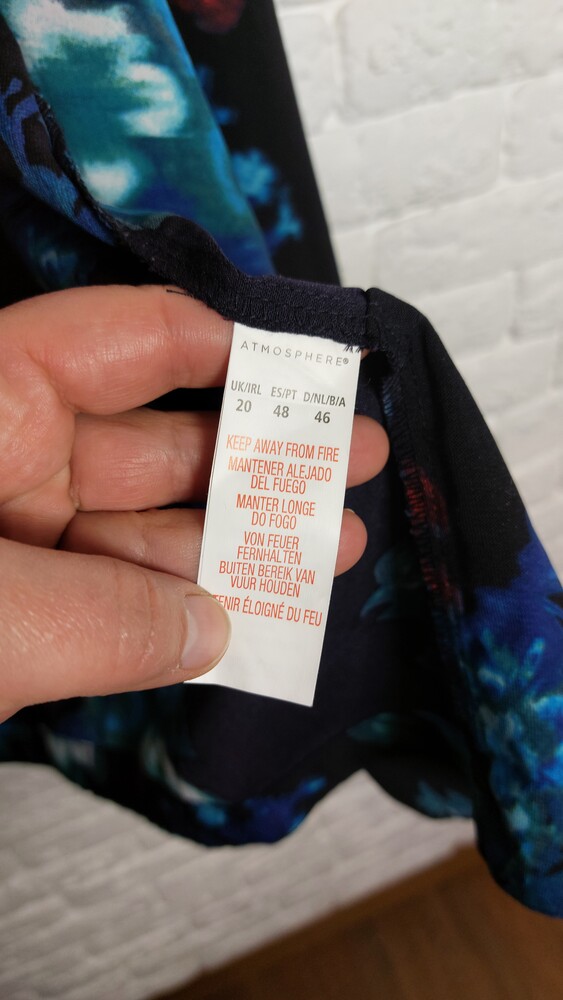 ATMOSPHERE®
UK/IRL ES/PT D/NL/B/A
20 48 46
KEEP AWAY FROM FIRE
MANTENER ALEJADO
DEL FUEGO
MANTER LONGE
DO FOGO
VON FEUER
FERNHALTEN
BUITEN BEREIK VAN
VUUR HOUDEN
TENIR ÉLOIGNÉ DU FEU